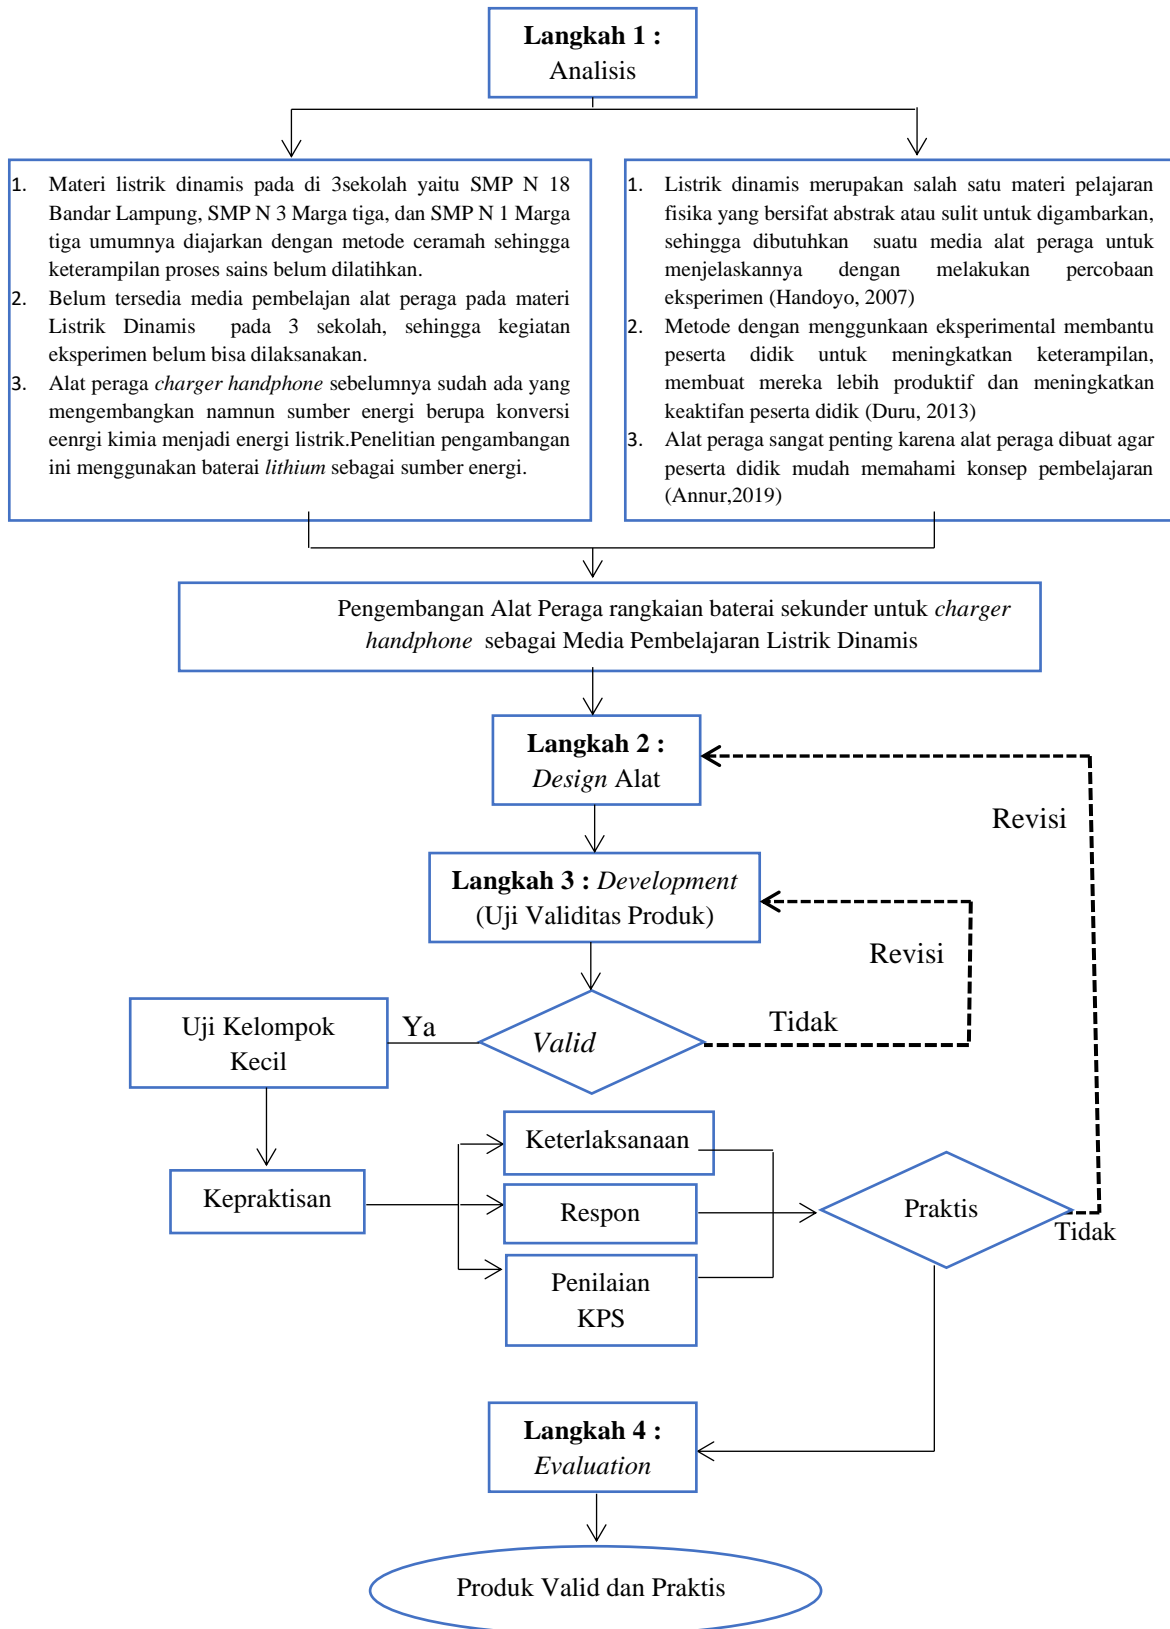 Langkah 1 :
Analisis
1. Materi listrik dinamis pada di 3sekolah yaitu SMP N 18
Bandar Lampung, SMP N 3 Marga tiga, dan SMP N 1 Marga
tiga umumnya diajarkan dengan metode ceramah sehingga
keterampilan proses sains belum dilatihkan.
2. Belum tersedia media pembelajan alat peraga pada materi
Listrik Dinamis pada 3 sekolah, sehingga kegiatan
eksperimen belum bisa dilaksanakan.
3. Alat peraga charger handphone sebelumnya sudah ada yang
mengembangkan namnun sumber energi berupa konversi
eenrgi kimia menjadi energi listrik.Penelitian pengambangan
ini menggunakan baterai lithium sebagai sumber energi.
1. Listrik dinamis merupakan salah satu materi pelajaran
fisika yang bersifat abstrak atau sulit untuk digambarkan,
sehingga dibutuhkan suatu media alat peraga untuk
menjelaskannya dengan melakukan percobaan
eksperimen (Handoyo, 2007)
2. Metode dengan menggunkaan eksperimental membantu
peserta didik untuk meningkatkan keterampilan,
membuat mereka lebih produktif dan meningkatkan
keaktifan peserta didik (Duru, 2013)
3. Alat peraga sangat penting karena alat peraga dibuat agar
peserta didik mudah memahami konsep pembelajaran
(Annur,2019)
Pengembangan Alat Peraga rangkaian baterai sekunder untuk charger
handphone sebagai Media Pembelajaran Listrik Dinamis
Langkah 2 :
Design Alat
Revisi
Langkah 3 : Development
(Uji Validitas Produk)
Revisi
Uji Kelompok
Kecil
Ya
Valid
Tidak
Keterlaksanaan
Kepraktisan
Respon
Praktis
Tidak
Penilaian
KPS
Langkah 4 :
Evaluation
Produk Valid dan Praktis